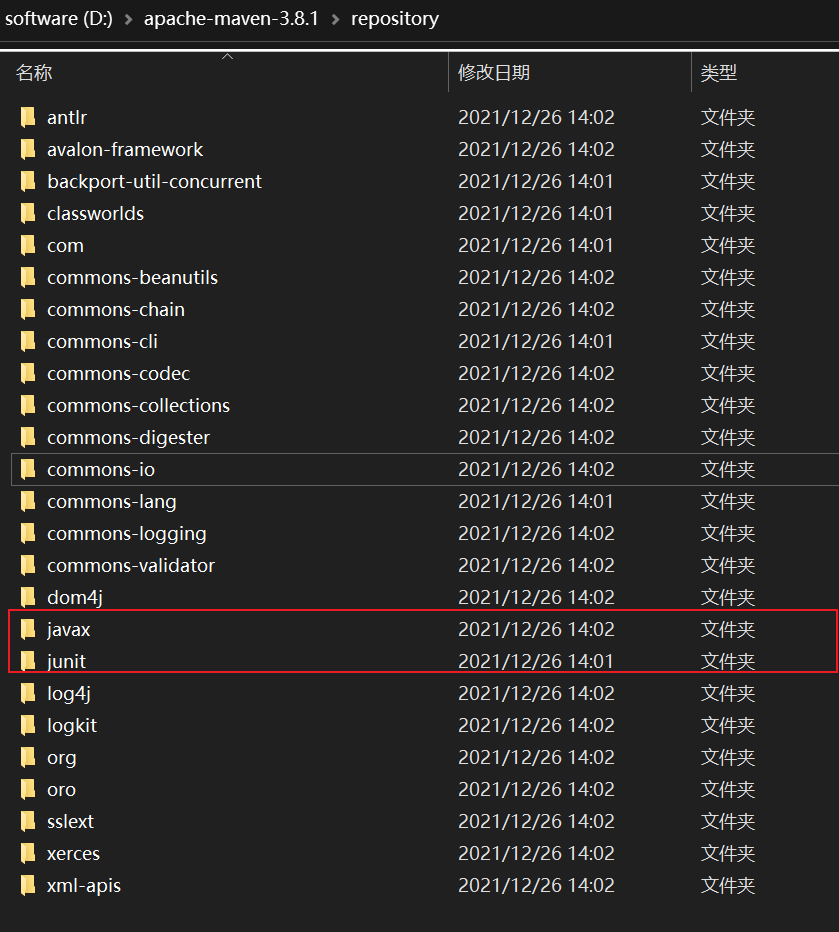 software (D:) > apache-maven-3.8.1 > repository
名称 修改日期 类型
antlr 2021/12/26 14:02 文件夹
avalon-framework 2021/12/26 14:02 文件夹
backport-util-concurrent 2021/12/26 14:01 文件夹
classworlds 2021/12/26 14:01 文件夹
com 2021/12/26 14:01 文件夹
commons-beanutils 2021/12/26 14:02 文件夹
commons-chain 2021/12/26 14:02 文件夹
commons-cli 2021/12/26 14:01 文件夹
commons-codec 2021/12/26 14:02 文件夹
commons-collections 2021/12/26 14:02 文件夹
commons-digester 2021/12/26 14:02 文件夹
commons-io 2021/12/26 14:02 文件夹
commons-lang 2021/12/26 14:01 文件夹
commons-logging 2021/12/26 14:02 文件夹
commons-validator 2021/12/26 14:02 文件夹
dom4j 2021/12/26 14:02 文件夹
javax 2021/12/26 14:02 文件夹
junit 2021/12/26 14:01 文件夹
log4j 2021/12/26 14:02 文件夹
logkit 2021/12/26 14:02 文件夹
org 2021/12/26 14:02 文件夹
oro 2021/12/26 14:02 文件夹
sslext 2021/12/26 14:02 文件夹
xerces 2021/12/26 14:02 文件夹
xml-apis 2021/12/26 14:02 文件夹